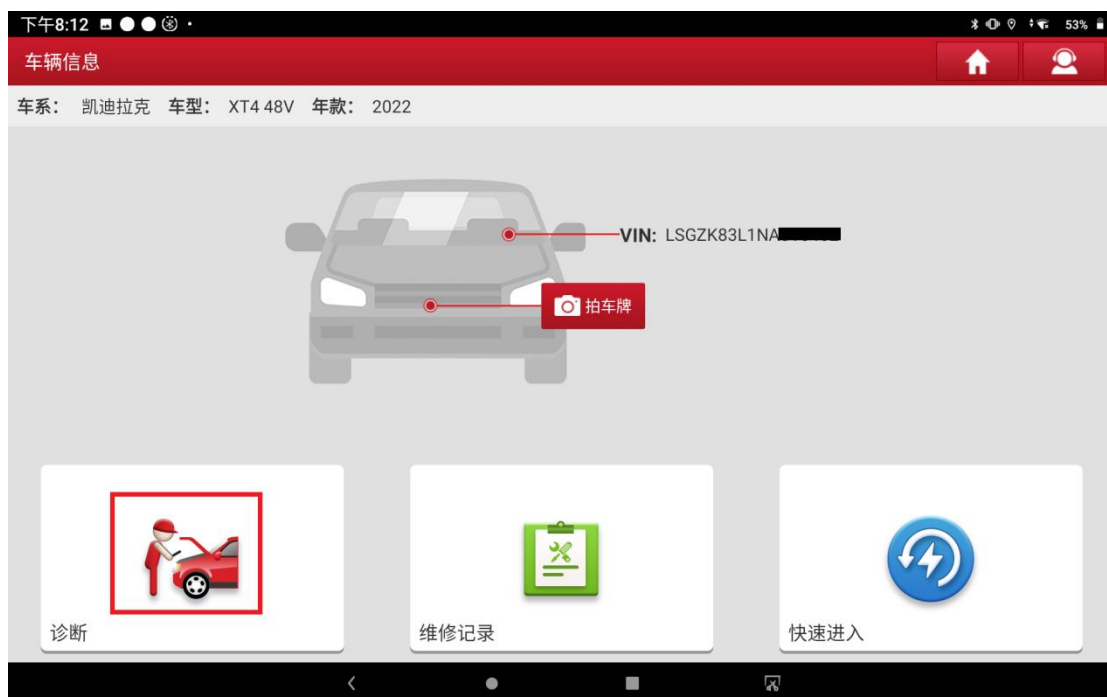 下午8:12 53%
车辆信息
车系： 凯迪拉克 车型： XT4 48V 年款： 2022
VIN: LSGZK83L1NA
拍车牌
诊断 维修记录 快速进入